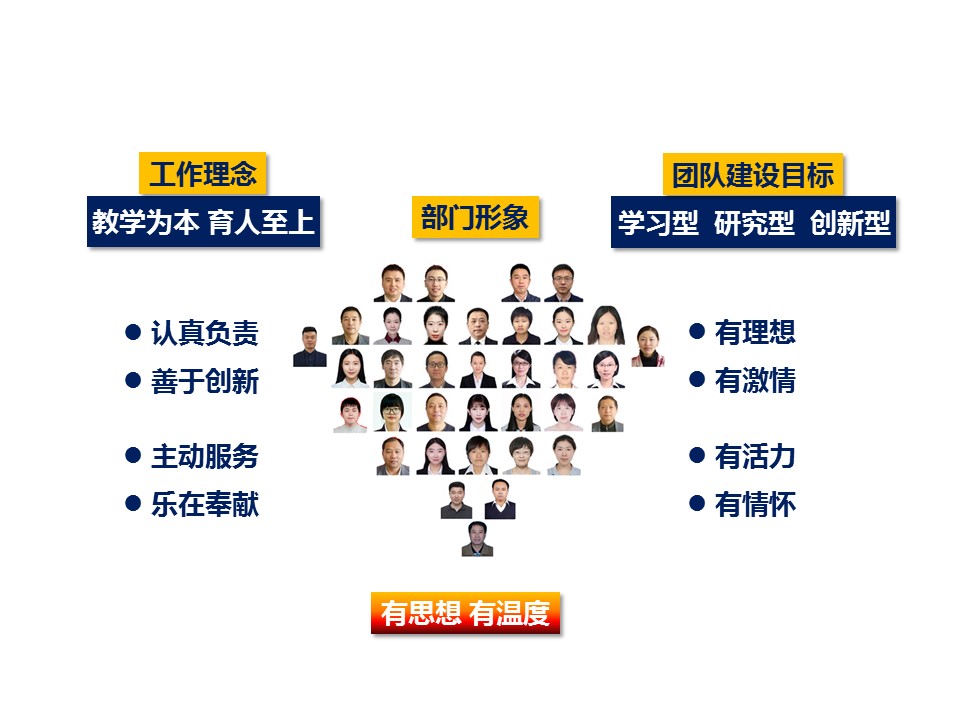 工作理念
教学为本 育人至上
认真负责
善于创新
主动服务
乐在奉献
部门形象
有思想 有温度
团队建设目标
学习型 研究型 创新型
有理想
有激情
有活力
有情怀